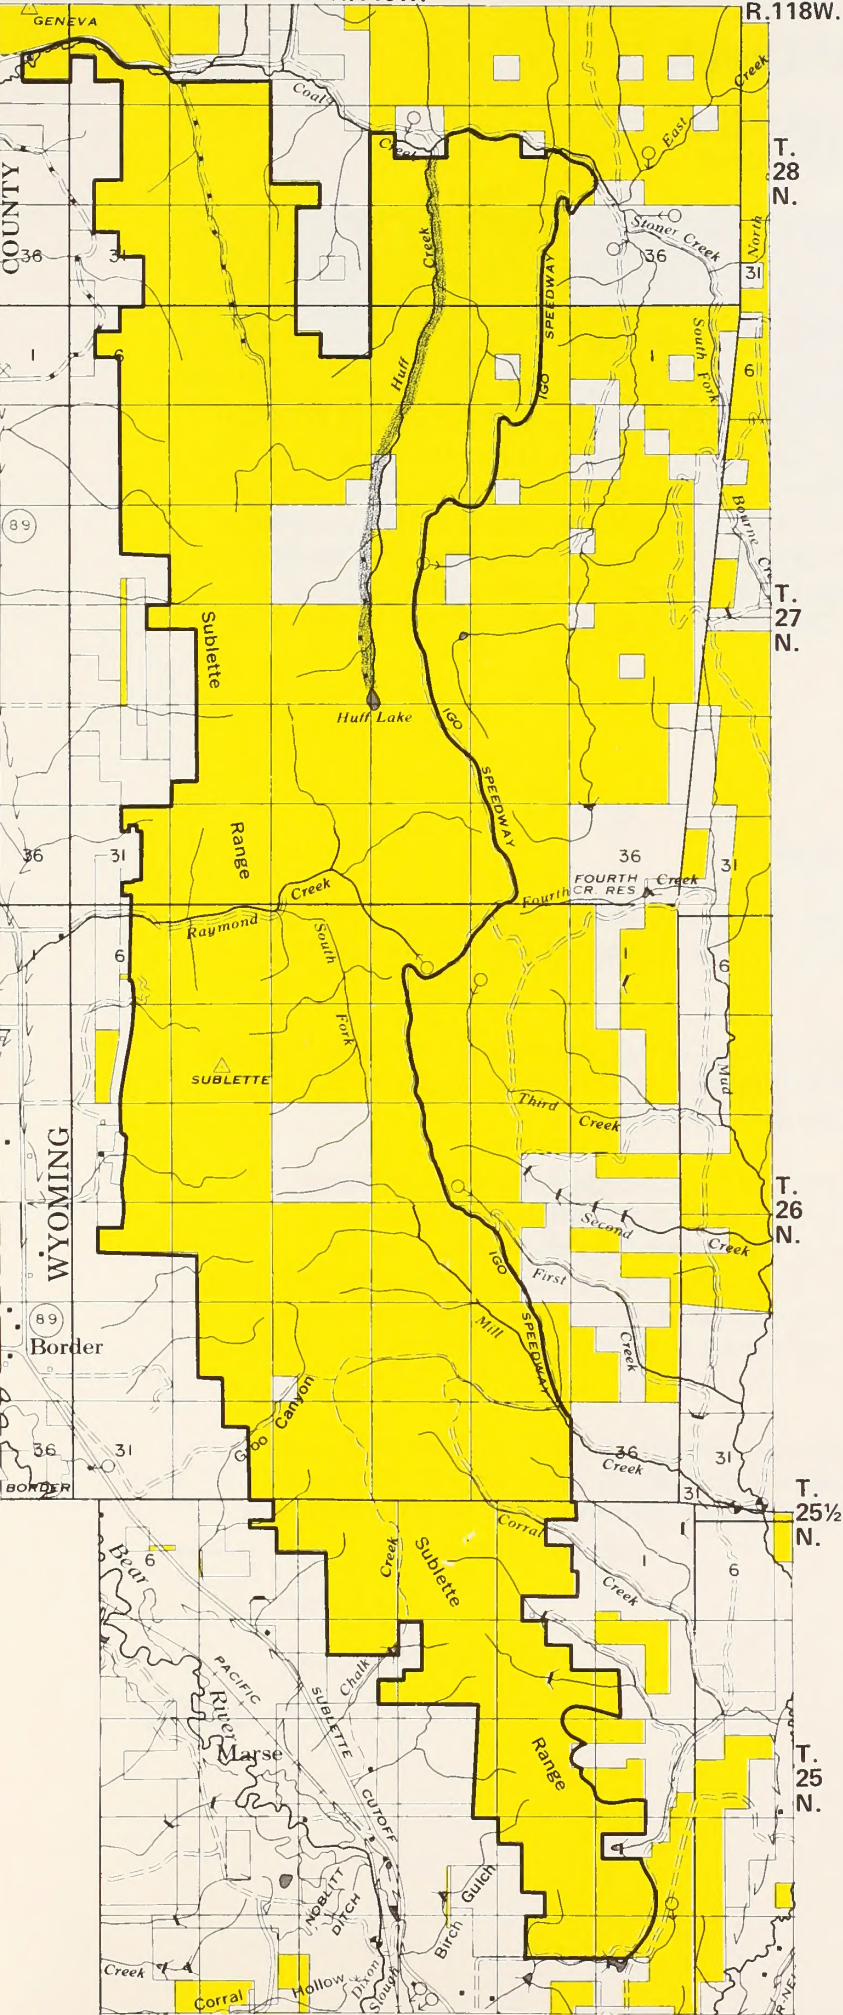 R.118W.
GENEVA
Coal
Creek
Creek
East
T.
28
N.
COUNTY
36
31
Creek
SPEEDWAY
Stoner Creek
36
North
31
1
6
Huff
IGO
1
South Fork
6
89
Bourne
T.
27
N.
Sublette
Huff Lake
IGO
SPEEDWAY
Range
36
31
36
31
FOURTH
CR. RES
Creek
Fourth
Creek
Raymond
South
Fork
1
6
6
SUBLETTE
Mud
Third
Creek
WYOMING
T.
26
N.
Second
Creek
IGO
First
Creek
SPEEDWAY
Mill
89
Border
Groo Canyon
36
31
36
Creek
31
31
BORDER
T.
25½
N.
Corral
Creek
Sublette
Creek
Bear
6
1
6
Chalk
PACIFIC
SUBLETTE
CUTOFF
River
Marse
Range
T.
25
N.
NOBLITT
DITCH
Birch Gulch
Creek
Corral
Hollow
Dixon
Slough